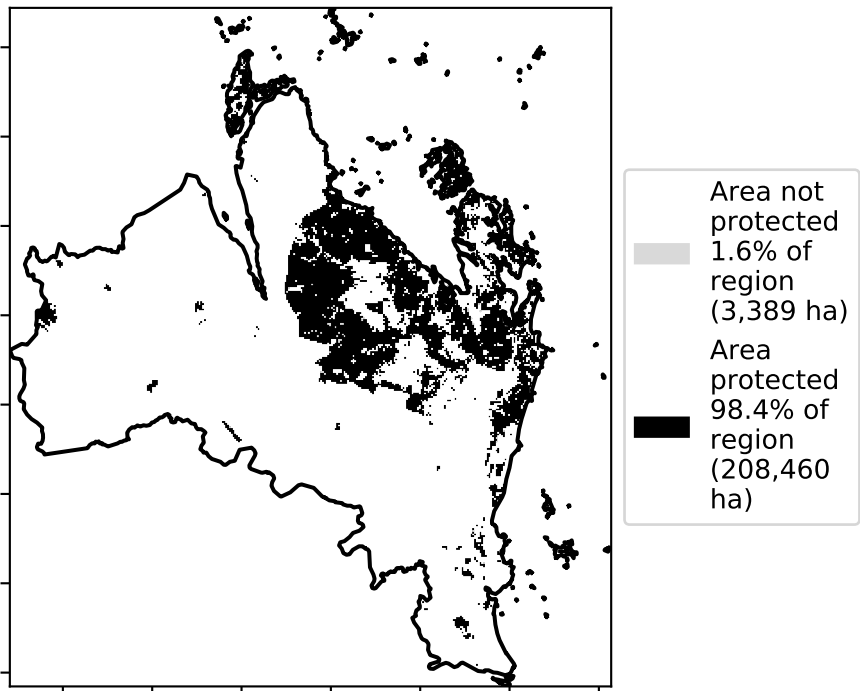 Area not
protected
1.6% of
region
(3,389 ha)
Area
protected
98.4% of
region
(208,460
ha)